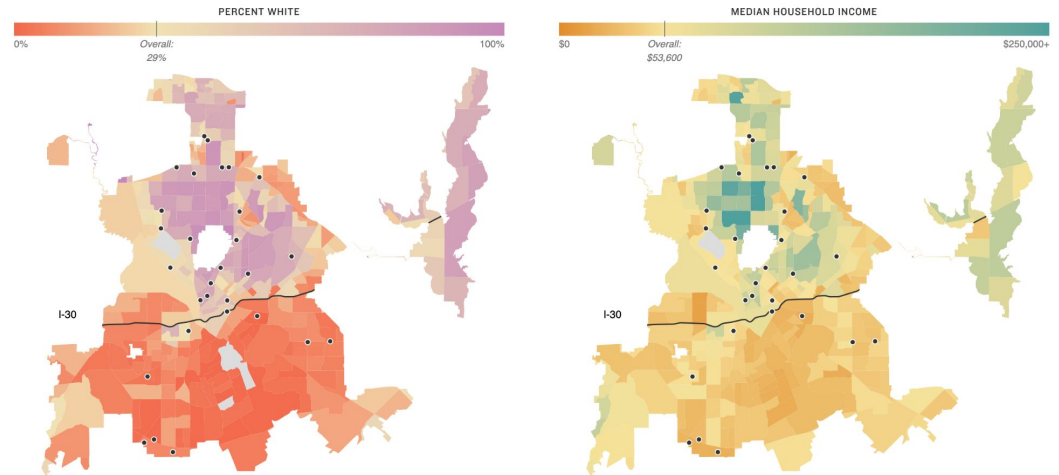 PERCENT WHITE
0%
Overall:
29%
100%
I-30
MEDIAN HOUSEHOLD INCOME
$0
Overall:
$53,600
$250,000+
I-30